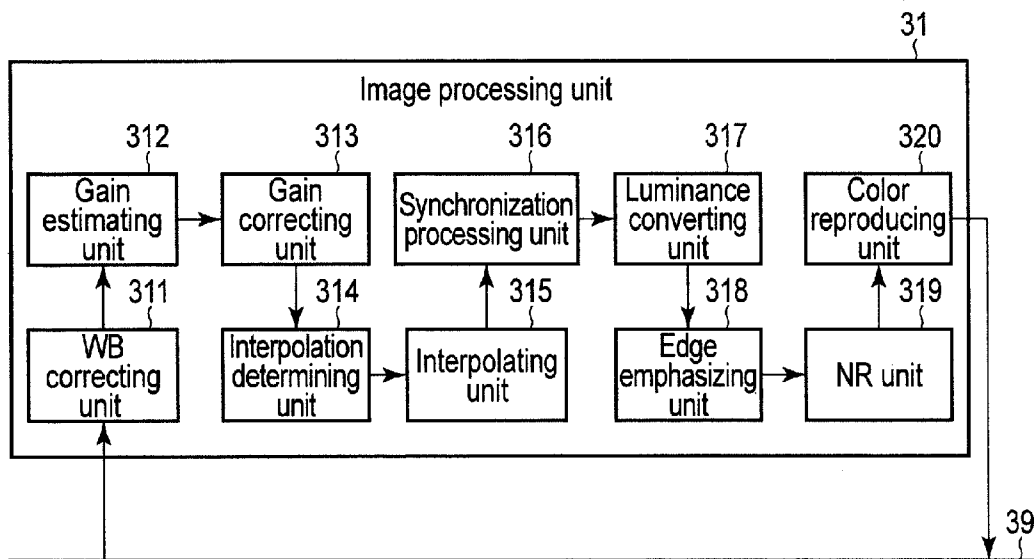 31
Image processing unit
312
313
316
317
320
Gain
estimating
unit
Gain
correcting
unit
Synchronization
processing unit
Luminance
converting
unit
Color
reproducing
unit
311
314
315
318
319
WB
correcting
unit
Interpolation
determining
unit
Interpolating
unit
Edge
emphasizing
unit
NR unit
39